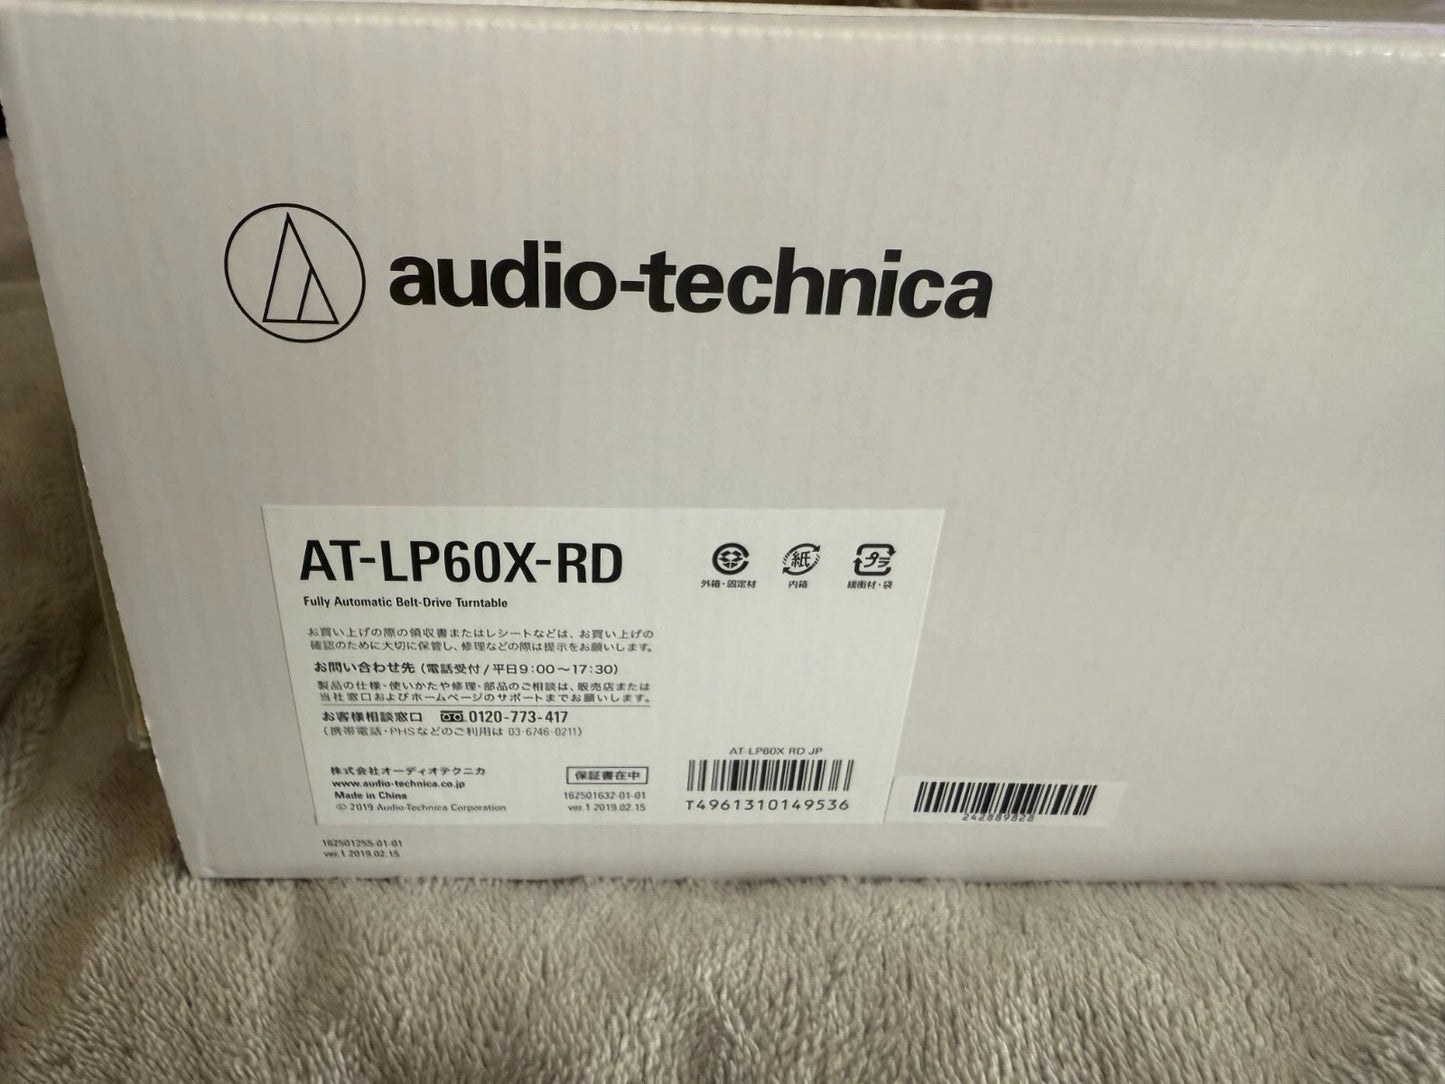 audio-technica
AT-LP60X-RD
Fully Automatic Belt-Drive Turntable
外箱・固定材
紙
内箱
プラ
緩衝材・袋
お買い上げの際の領収書またはレシートなどは、お買い上げの
確認のために大切に保管し、修理などの際は提示をお願いします。
お問い合わせ先（電話受付/平日9:00～17:30）
製品の仕様・使いかたや修理・部品のご相談は、販売店または
当社窓口およびホームページのサポートまでお願いします。
お客様相談窓口 0120-773-417
（携帯電話・PHSなどのご利用は 03-6746-0211）
株式会社オーディオテクニカ
www.audio-technica.co.jp
Made in China
© 2019 Audio-Technica Corporation
保証書在中
162501632-01-01
ver.1 2019.02.15
AT-LP60X RD JP
T4961310149536
242889828
162501255-01-01
ver.1 2019.02.15